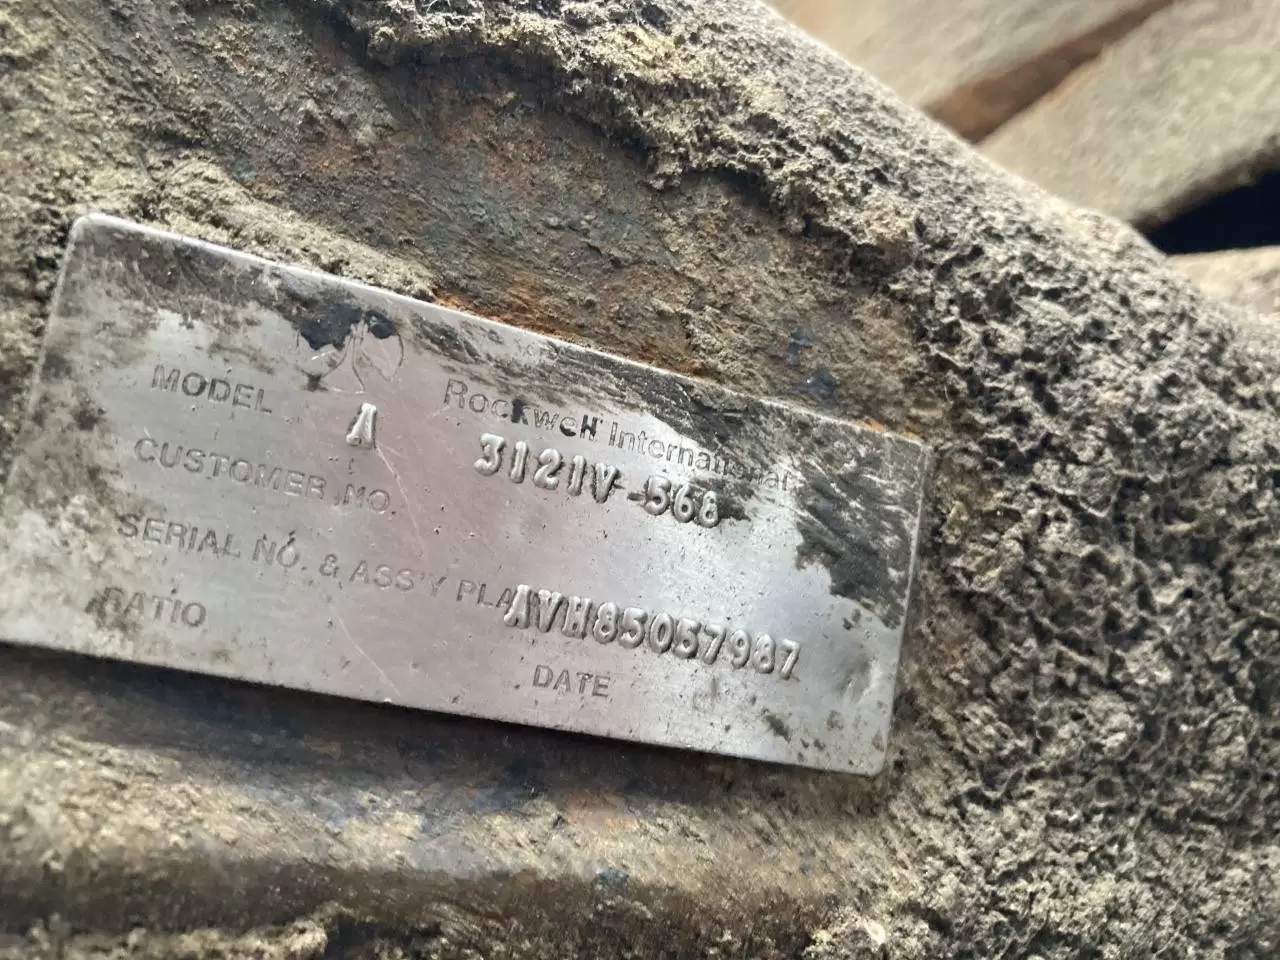 Rockwell International
MODEL A 3121V-568
CUSTOMER NO.
SERIAL NO. & ASS'Y PLA AVH85057987
RATIO DATE